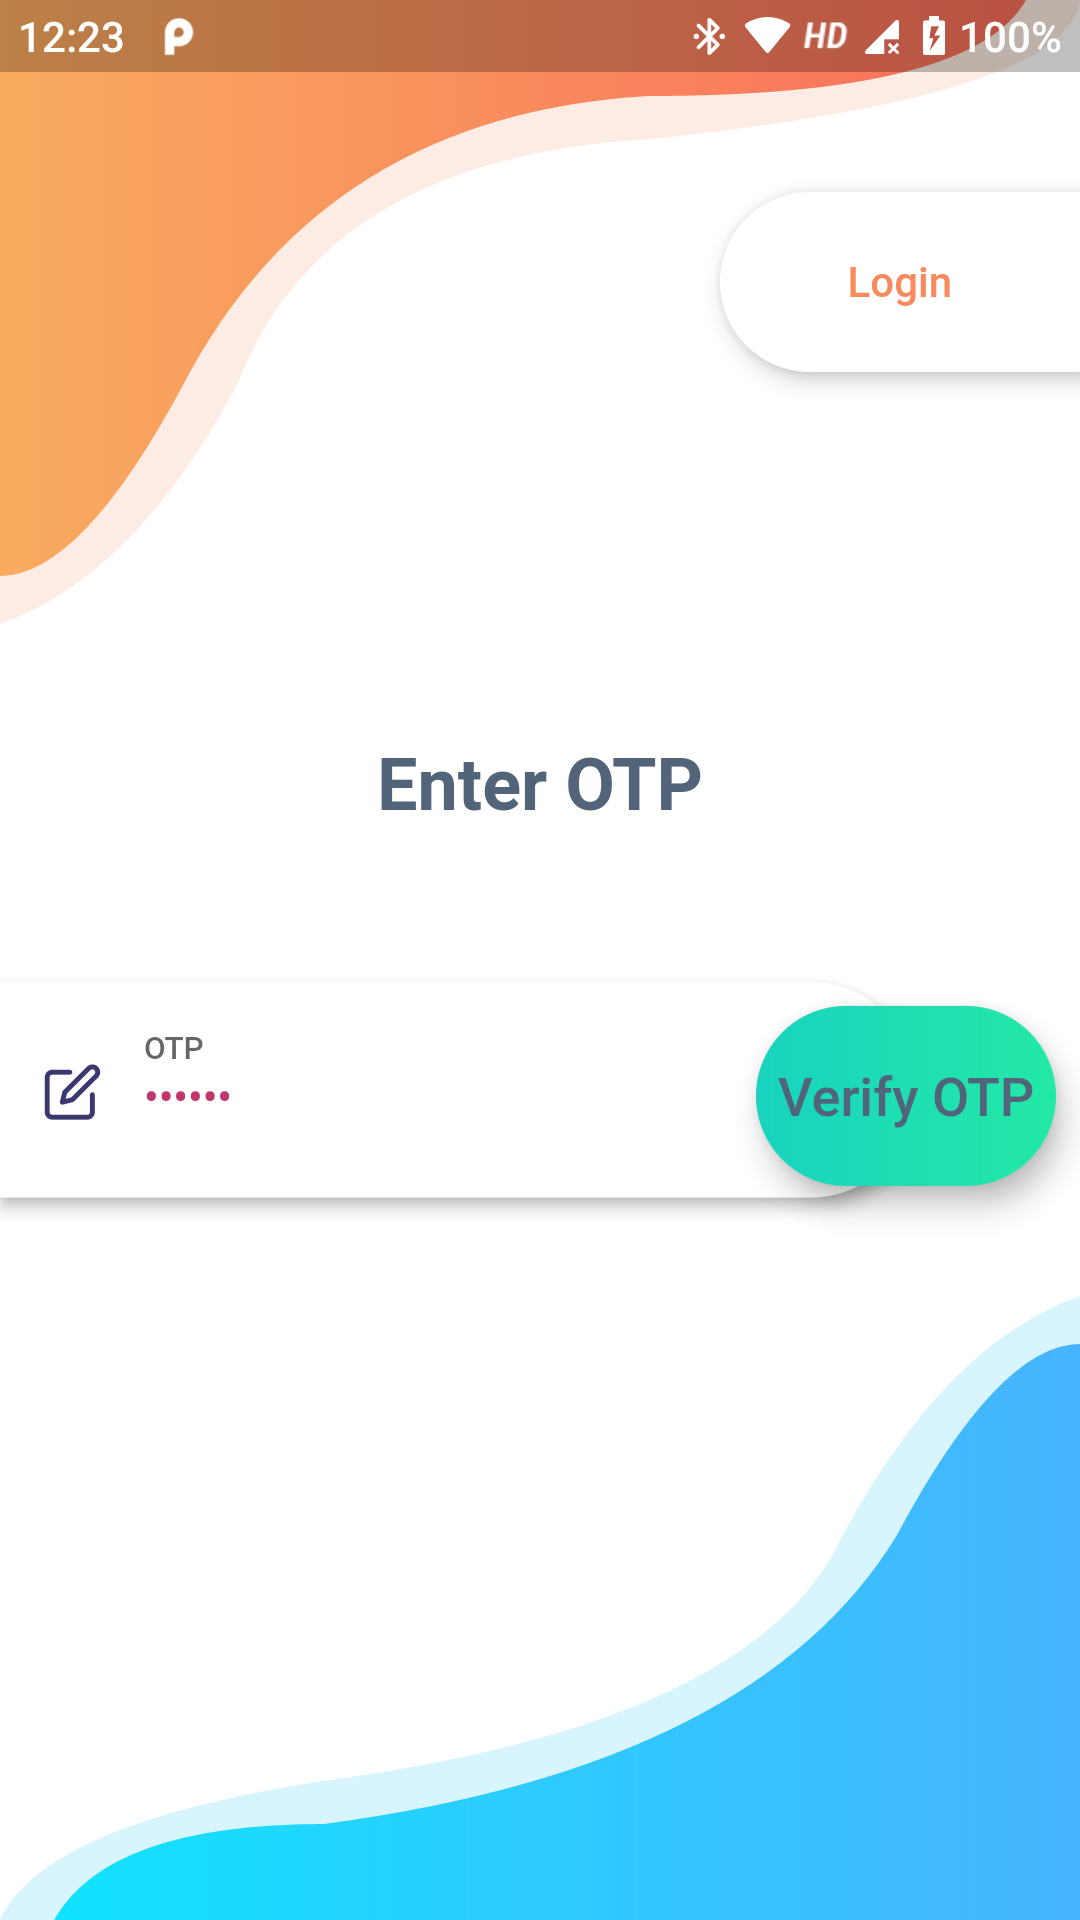 12:23 HD 100%
Login
Enter OTP
OTP
••••••
Verify OTP